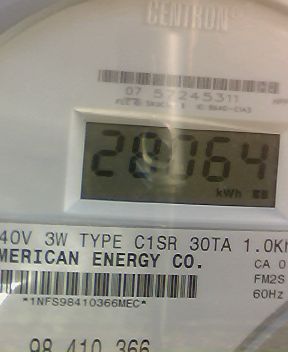 CENTRON
07 57245311
28064
kWh
40V 3W TYPE C1SR 30TA 1.0K
MERICAN ENERGY CO.
CA 0
FM2S
60Hz
*1NFS98410366MEC*
98 410 366